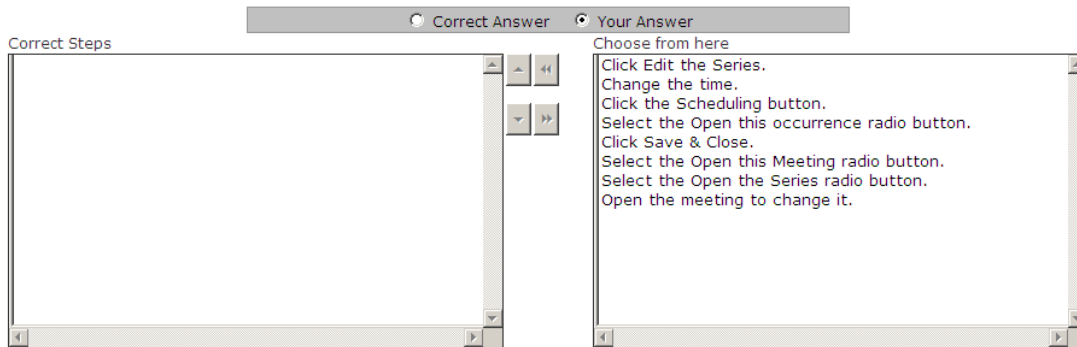 Correct Answer Your Answer
Correct Steps
Choose from here
Click Edit the Series.
Change the time.
Click the Scheduling button.
Select the Open this occurrence radio button.
Click Save & Close.
Select the Open this Meeting radio button.
Select the Open the Series radio button.
Open the meeting to change it.